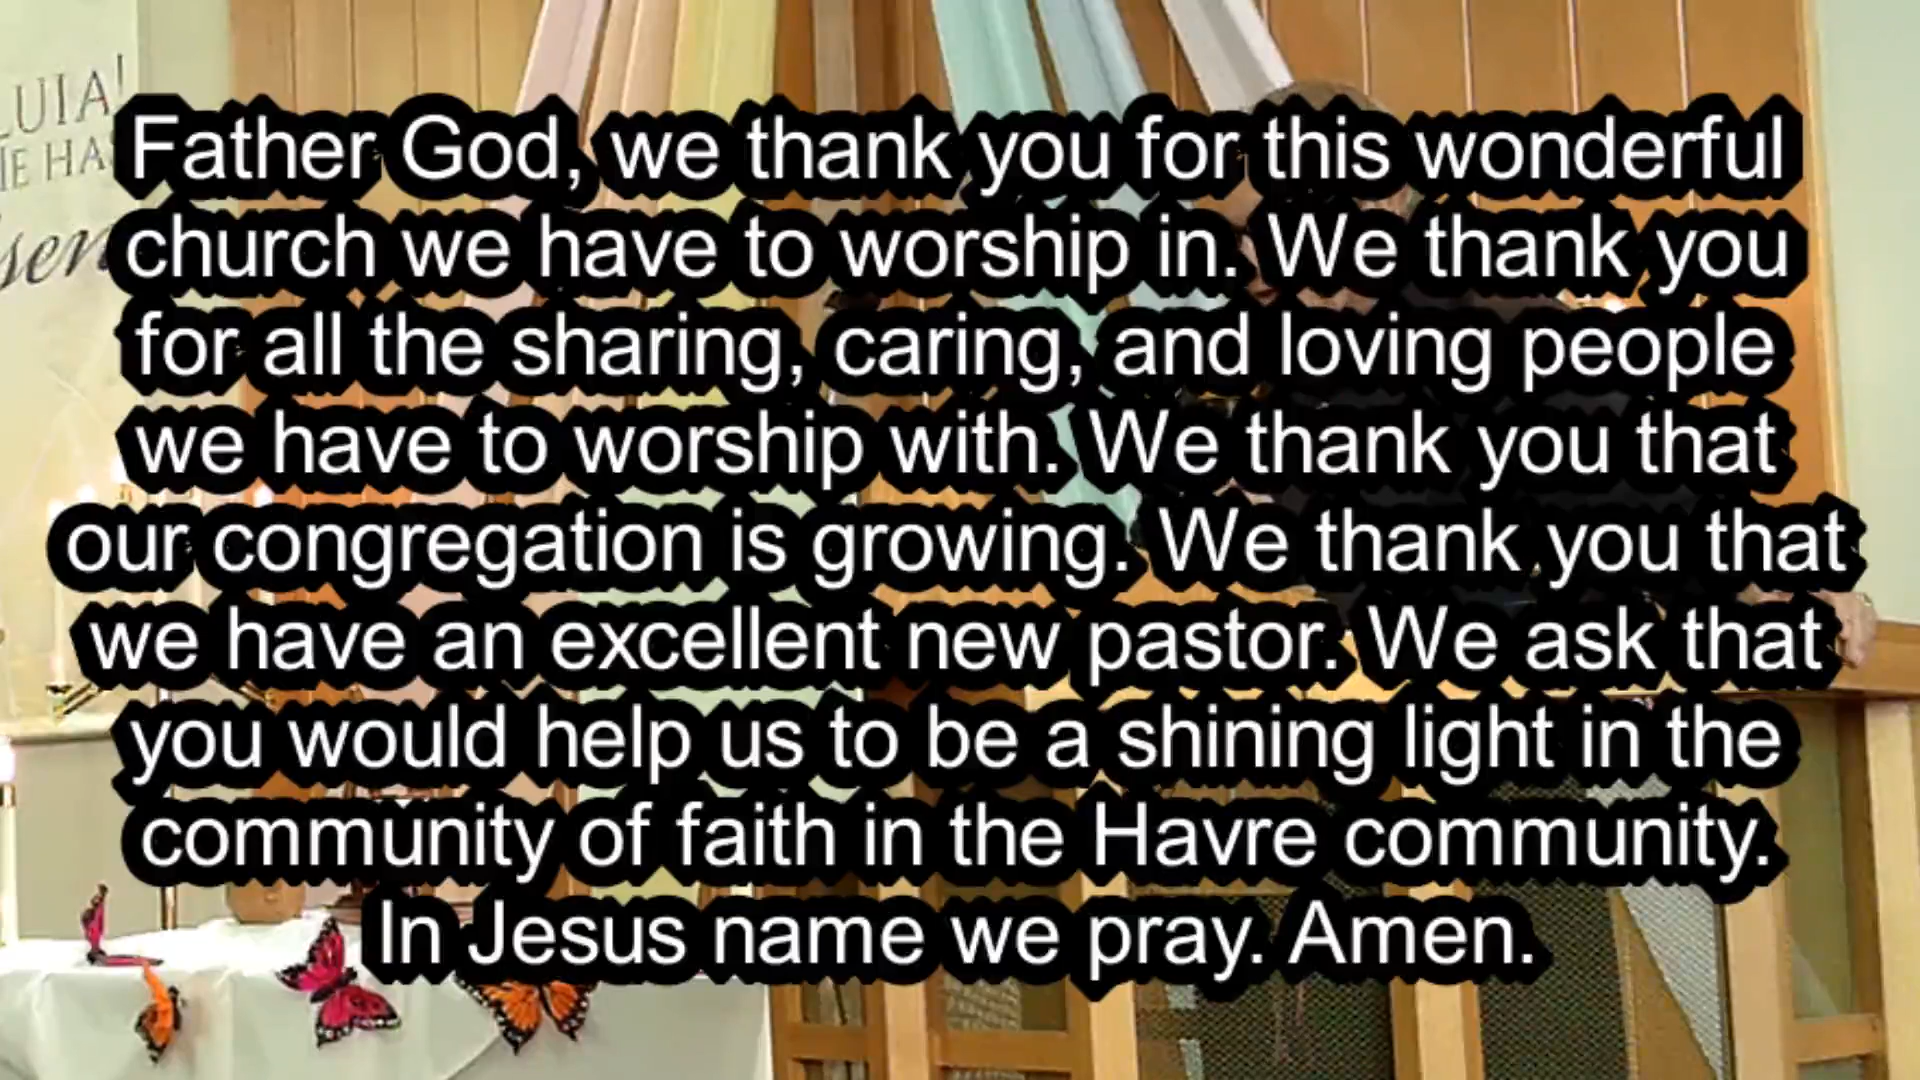 LUIA!
HE HAS
Father God, we thank you for this wonderful
church we have to worship in. We thank you
for all the sharing, caring, and loving people
we have to worship with. We thank you that
our congregation is growing. We thank you that
we have an excellent new pastor. We ask that
you would help us to be a shining light in the
community of faith in the Havre community.
In Jesus name we pray. Amen.